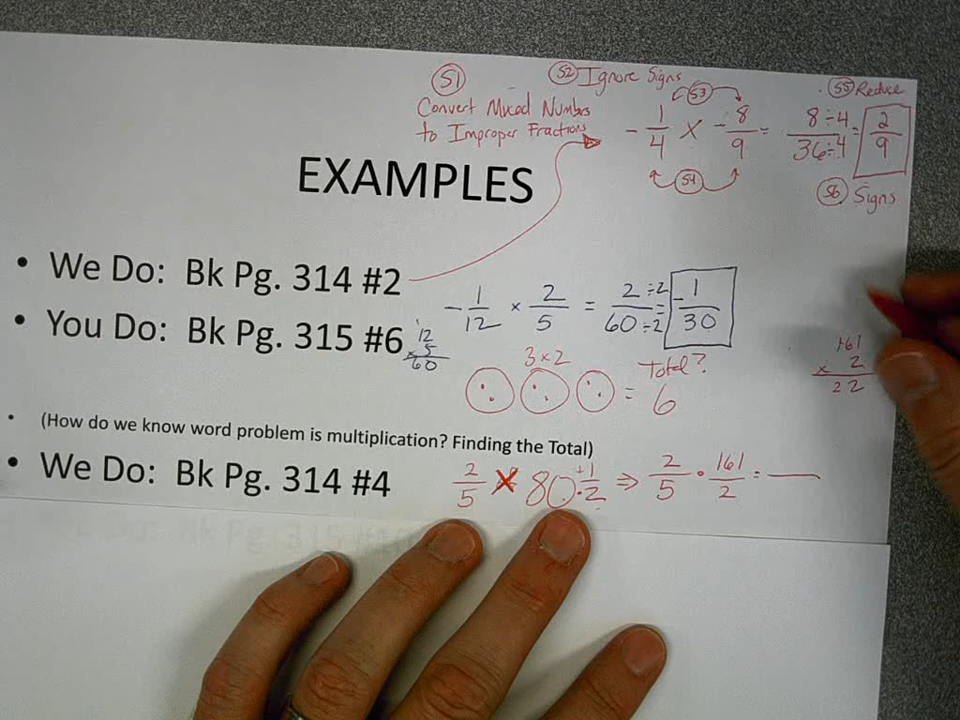 S1
Convert Mixed Numbers
to Improper Fractions
S2 Ignore Signs
S3
S5 Reduce
- 1/4 X - 8/9 = 8÷4/36÷4 = 2/9
S4
S6 Signs
EXAMPLES
• We Do: Bk Pg. 314 #2
- 1/12 × 2/5 = 2÷2/60÷2 = -1/30
• You Do: Bk Pg. 315 #6
12
×5
60
161
× 2
22
3×2
Total?
= 6
• (How do we know word problem is multiplication? Finding the Total)
• We Do: Bk Pg. 314 #4
2/5 X 80 +1/2 ⇒ 2/5 • 161/2 =